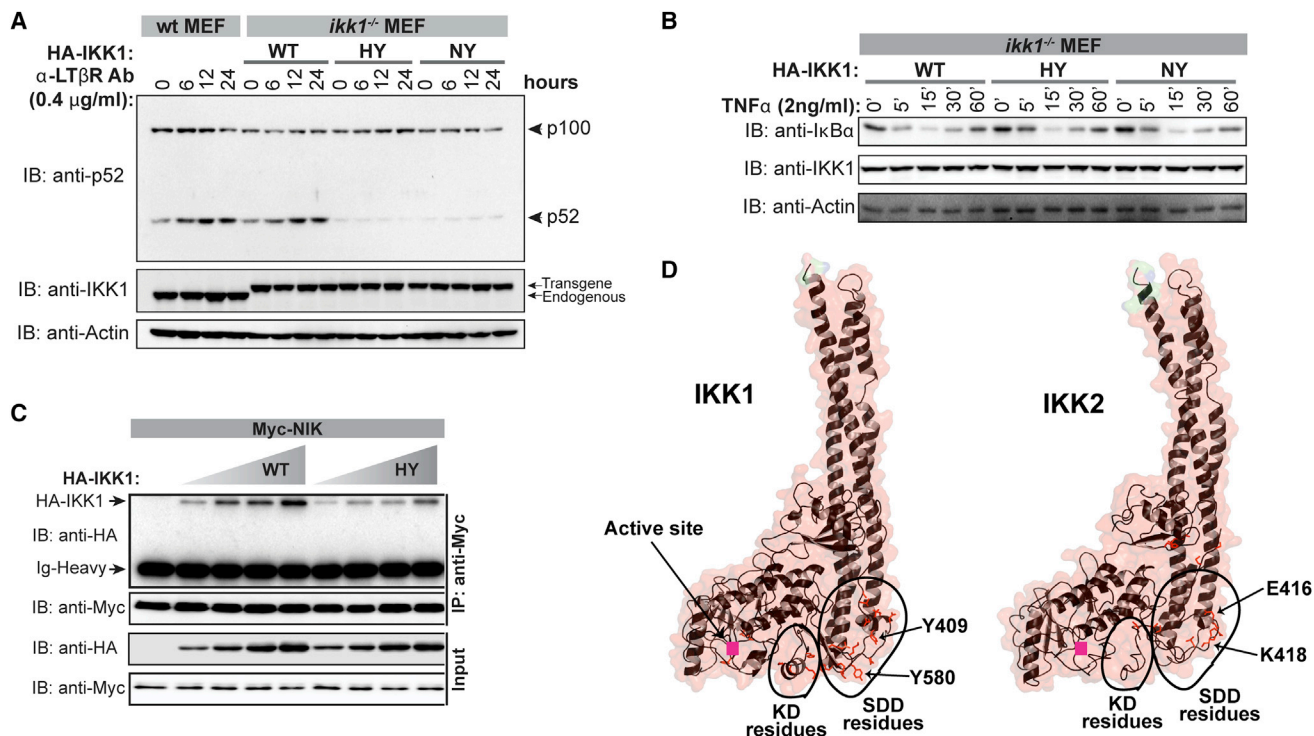 A
wt MEF
ikk1-/- MEF
HA-IKK1:
WT
HY
NY
α-LTβR Ab
(0.4 µg/ml):
0 6 12 24 0 6 12 24 0 6 12 24 0 6 12 24
hours
IB: anti-p52
p100
p52
IB: anti-IKK1
Transgene
Endogenous
IB: anti-Actin
B
ikk1-/- MEF
HA-IKK1:
WT
HY
NY
TNFα (2ng/ml):
0' 5' 15' 30' 60' 0' 5' 15' 30' 60' 0' 5' 15' 30' 60'
IB: anti-IκBα
IB: anti-IKK1
IB: anti-Actin
C
Myc-NIK
HA-IKK1:
WT
HY
HA-IKK1
IB: anti-HA
Ig-Heavy
IB: anti-Myc
IP: anti-Myc
IB: anti-HA
IB: anti-Myc
Input
D
IKK1
Active site
Y409
Y580
KD
residues
SDD
residues
IKK2
E416
K418
KD
residues
SDD
residues